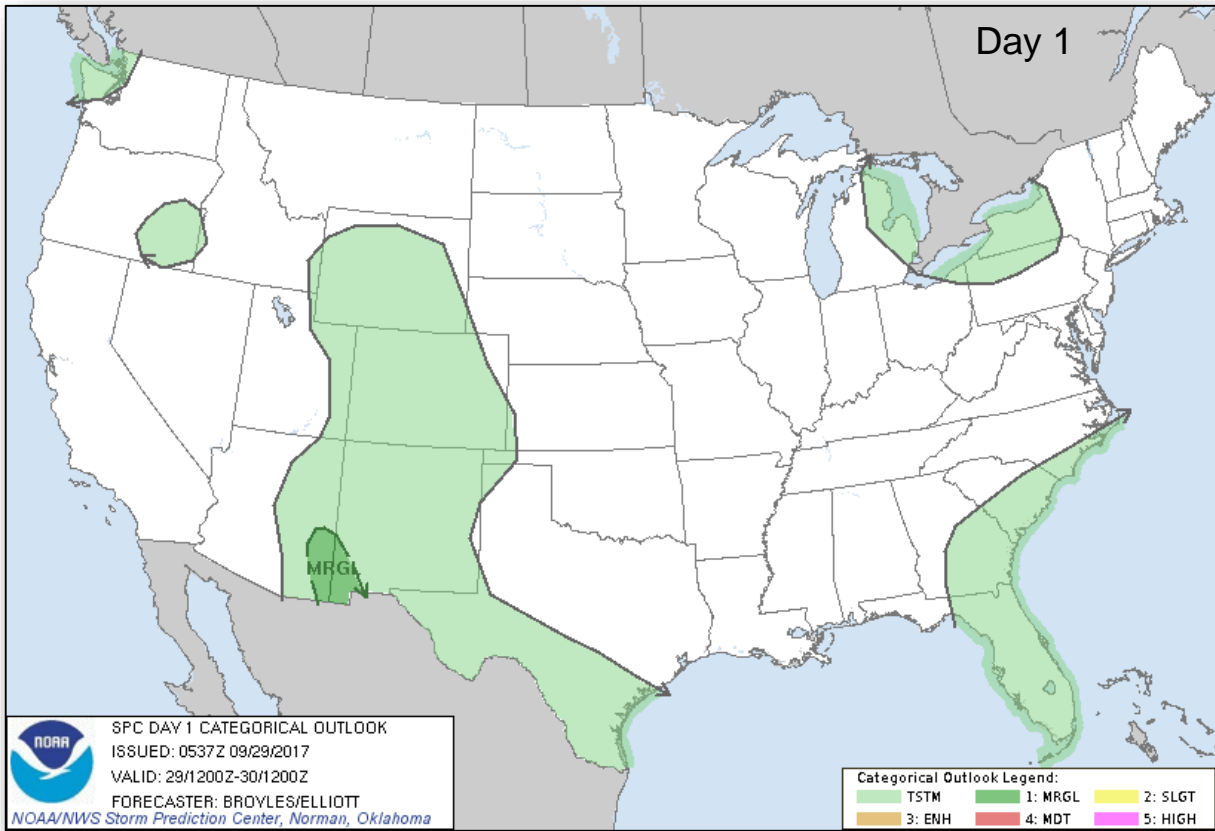 Day 1
MRGL
NOAA
SPC DAY 1 CATEGORICAL OUTLOOK
ISSUED: 0537Z 09/29/2017
VALID: 29/1200Z-30/1200Z
FORECASTER: BROYLES/ELLIOTT
NOAA/NWS Storm Prediction Center, Norman, Oklahoma
Categorical Outlook Legend:
TSTM 1: MRGL 2: SLGT
3: ENH 4: MDT 5: HIGH